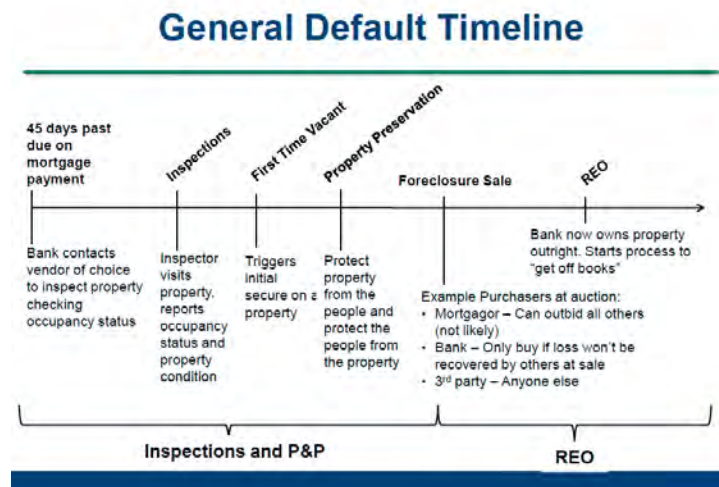 General Default Timeline
45 days past
due on
mortgage
payment
Inspections
First Time Vacant
Property Preservation
Foreclosure Sale
REO
Bank contacts
vendor of choice
to inspect property
checking
occupancy status
Inspector
visits
property,
reports
occupancy
status and
property
condition
Triggers
initial
secure on a
property
Protect
property
from the
people and
protect the
people from
the property
Bank now owns property
outright. Starts process to
“get off books”
Example Purchasers at auction:
• Mortgagor – Can outbid all others
(not likely)
• Bank – Only buy if loss won’t be
recovered by others at sale
• 3rd party – Anyone else
Inspections and P&P
REO